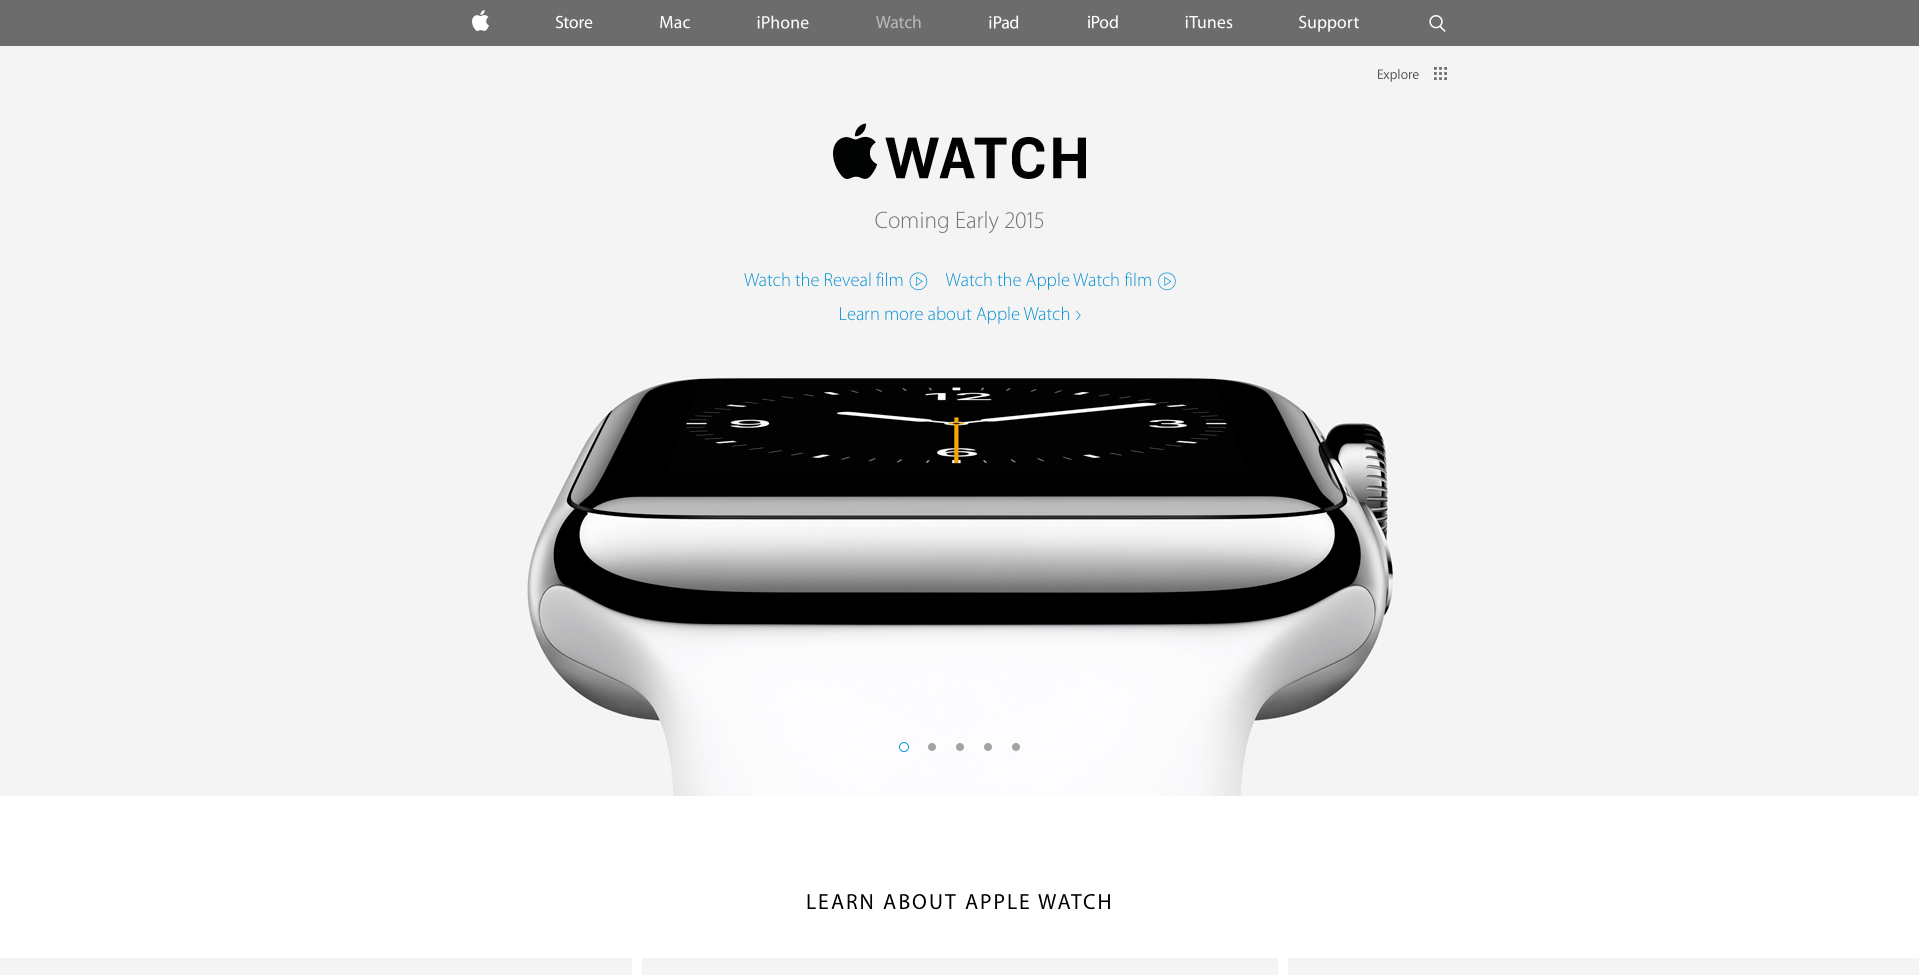 Store Mac iPhone Watch iPad iPod iTunes Support
Explore
WATCH
Coming Early 2015
Watch the Reveal film Watch the Apple Watch film
Learn more about Apple Watch
12
9 3
6
LEARN ABOUT APPLE WATCH